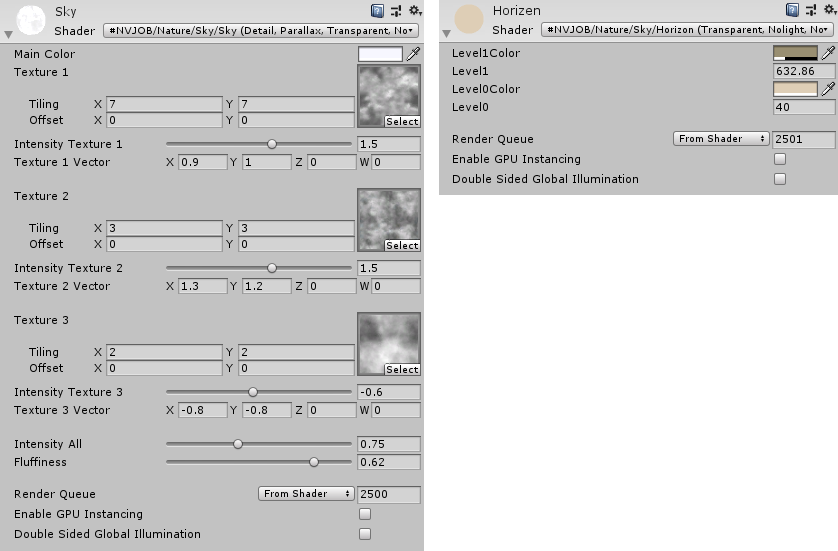 Sky
Shader #NVJOB/Nature/Sky/Sky (Detail, Parallax, Transparent, No
Main Color
Texture 1
Tiling X 7 Y 7
Offset X 0 Y 0
Select
Intensity Texture 1 1.5
Texture 1 Vector X 0.9 Y 1 Z 0 W 0
Texture 2
Tiling X 3 Y 3
Offset X 0 Y 0
Select
Intensity Texture 2 1.5
Texture 2 Vector X 1.3 Y 1.2 Z 0 W 0
Texture 3
Tiling X 2 Y 2
Offset X 0 Y 0
Select
Intensity Texture 3 -0.6
Texture 3 Vector X -0.8 Y -0.8 Z 0 W 0
Intensity All 0.75
Fluffiness 0.62
Render Queue From Shader 2500
Enable GPU Instancing
Double Sided Global Illumination
Horizen
Shader #NVJOB/Nature/Sky/Horizon (Transparent, Nolight, No
Level1Color
Level1 632.86
Level0Color
Level0 40
Render Queue From Shader 2501
Enable GPU Instancing
Double Sided Global Illumination